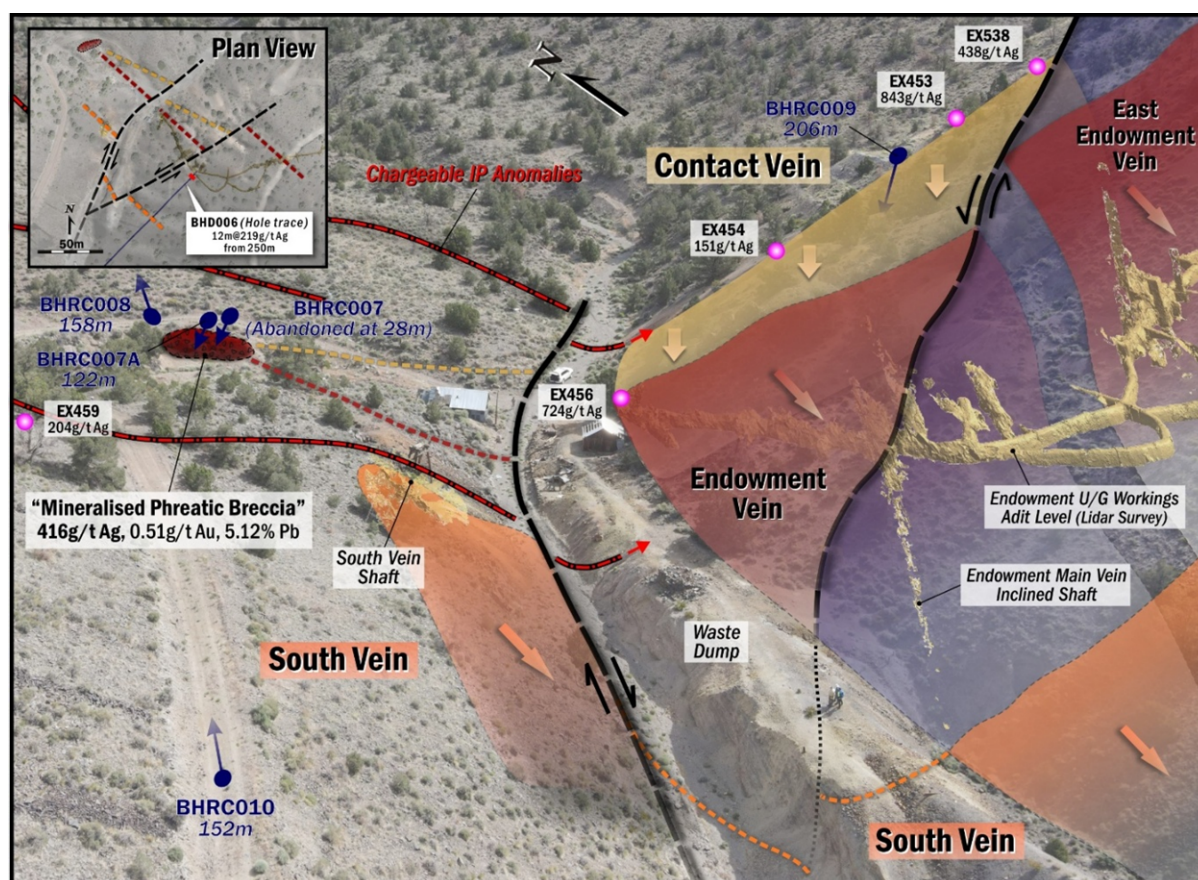 Plan View
N
50m
BHD006 (Hole trace)
12m@219g/tAg
from 250m
N
EX538
438g/t Ag
EX453
843g/t Ag
BHRC009
206m
East
Endowment
Vein
Contact Vein
Chargeable IP Anomalies
EX454
151g/t Ag
BHRC008
158m
BHRC007
(Abandoned at 28m)
BHRC007A
122m
EX456
724g/t Ag
EX459
204g/tAg
Endowment
Vein
"Mineralised Phreatic Breccia"
416g/t Ag, 0.51g/t Au, 5.12% Pb
Endowment U/G Workings
Adit Level (Lidar Survey)
South Vein
Shaft
Endowment Main Vein
Inclined Shaft
South Vein
Waste
Dump
BHRC010
152m
South Vein